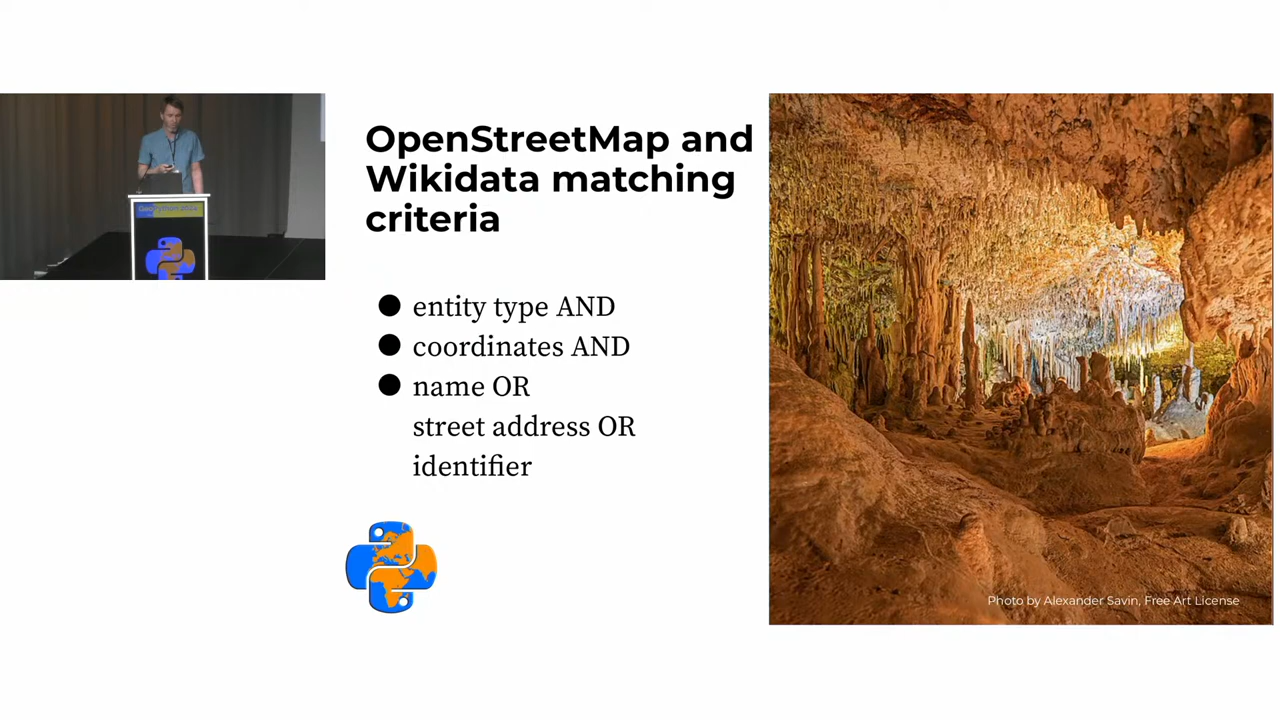 OpenStreetMap and
Wikidata matching
criteria
● entity type AND
● coordinates AND
● name OR
street address OR
identifier
Photo by Alexander Savin, Free Art License